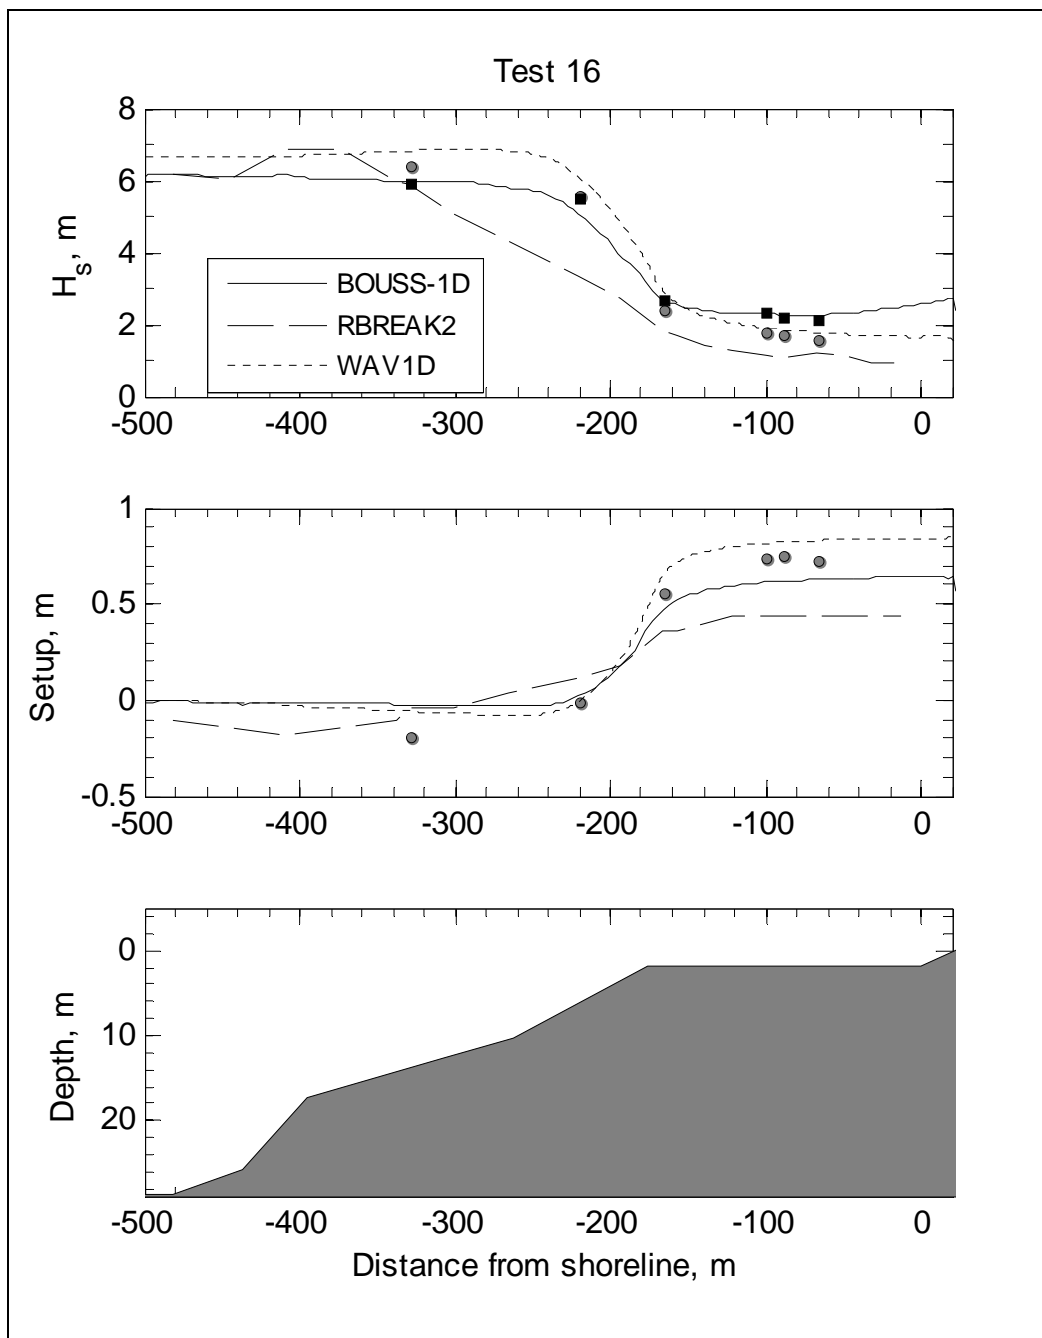 Test 16
8
6
4
2
0
H_s, m
BOUSS-1D
RBREAK2
WAV1D
-500 -400 -300 -200 -100 0
1
0.5
0
-0.5
Setup, m
-500 -400 -300 -200 -100 0
0
10
20
Depth, m
-500 -400 -300 -200 -100 0
Distance from shoreline, m